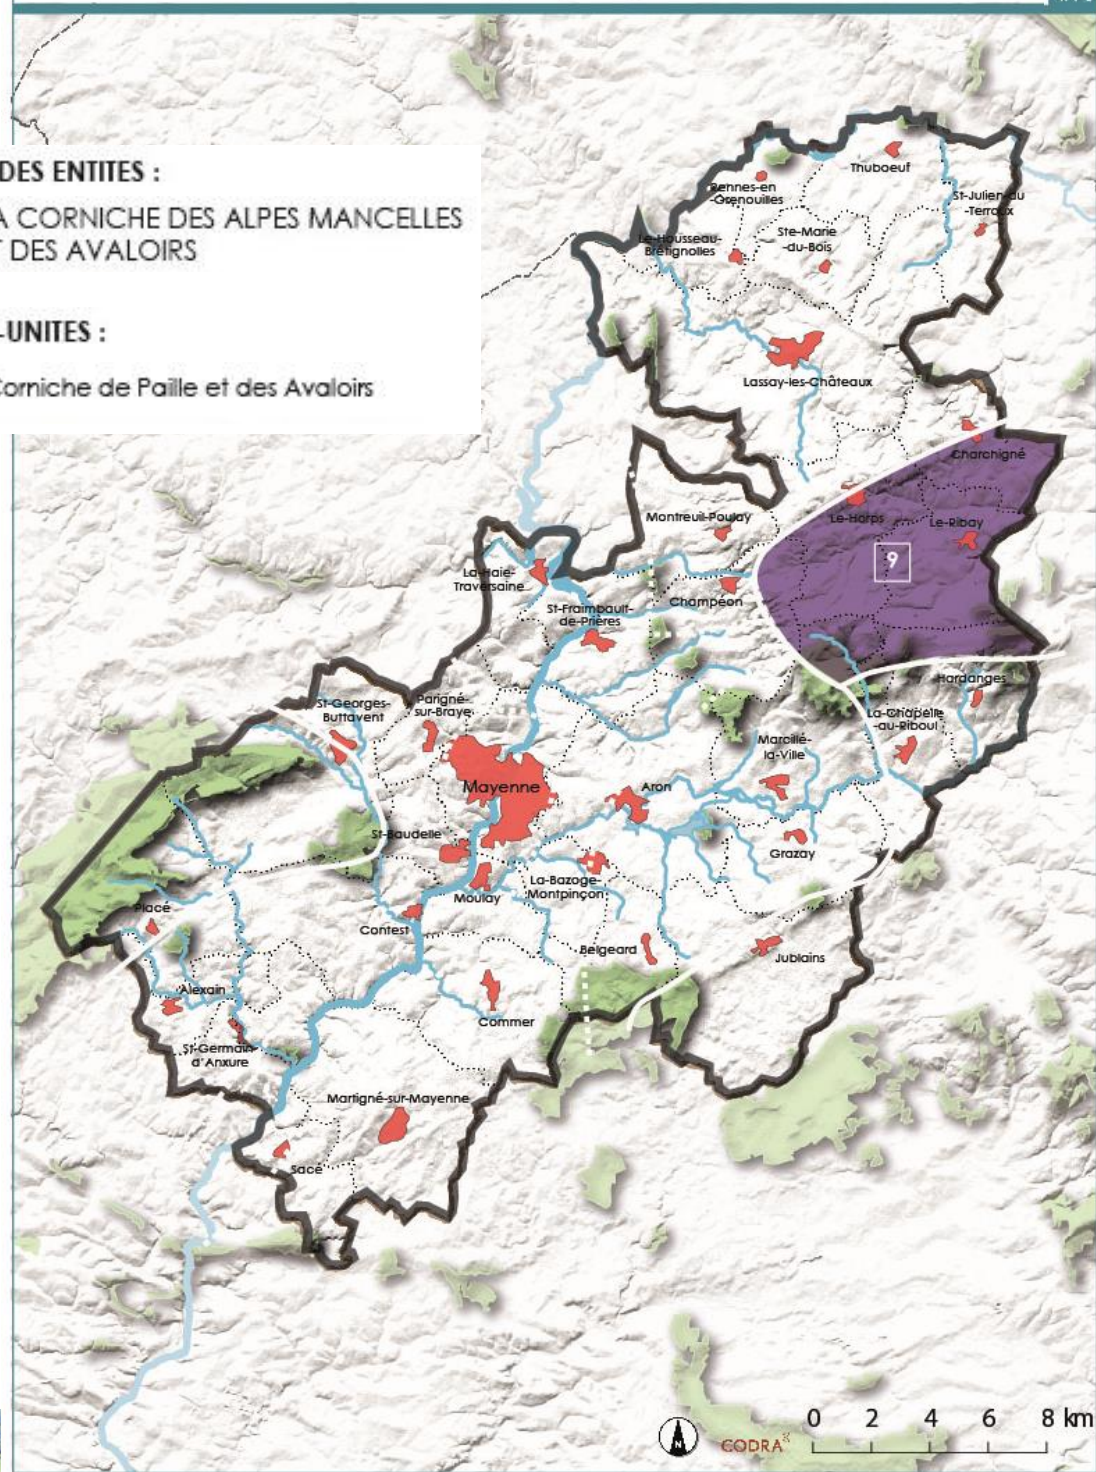 DES ENTITES :
A CORNICHE DES ALPES MANCELLES
DES AVALOIRS
-UNITES :
Corniche de Paille et des Avaloirs
Thuboeuf
Rennes-en
-Grenouilles
St-Julien-du
-Terroux
Ste-Marie
-du-Bois
Le-Housseau-
Brétignolles
Lassay-les-Châteaux
Charchigné
Le-Horps
Le-Ribay
Montreuil-Poulay
9
La-Haie-
Traversaine
Champéon
St-Fraimbault-
de-Prières
Hardanges
St-Georges-
Buttavent
Parigné-
sur-Braye
La-Chapelle
-au-Riboul
Marcillé-
la-Ville
Mayenne
Aron
St-Baudelle
Grazay
La-Bazoge-
Montpinçon
Moulay
Placé
Contest
Belgeard
Jublains
Alexain
Commer
St-Germain-
d'Anxure
Martigné-sur-Mayenne
Sacé
N
CODRA
0 2 4 6 8 km